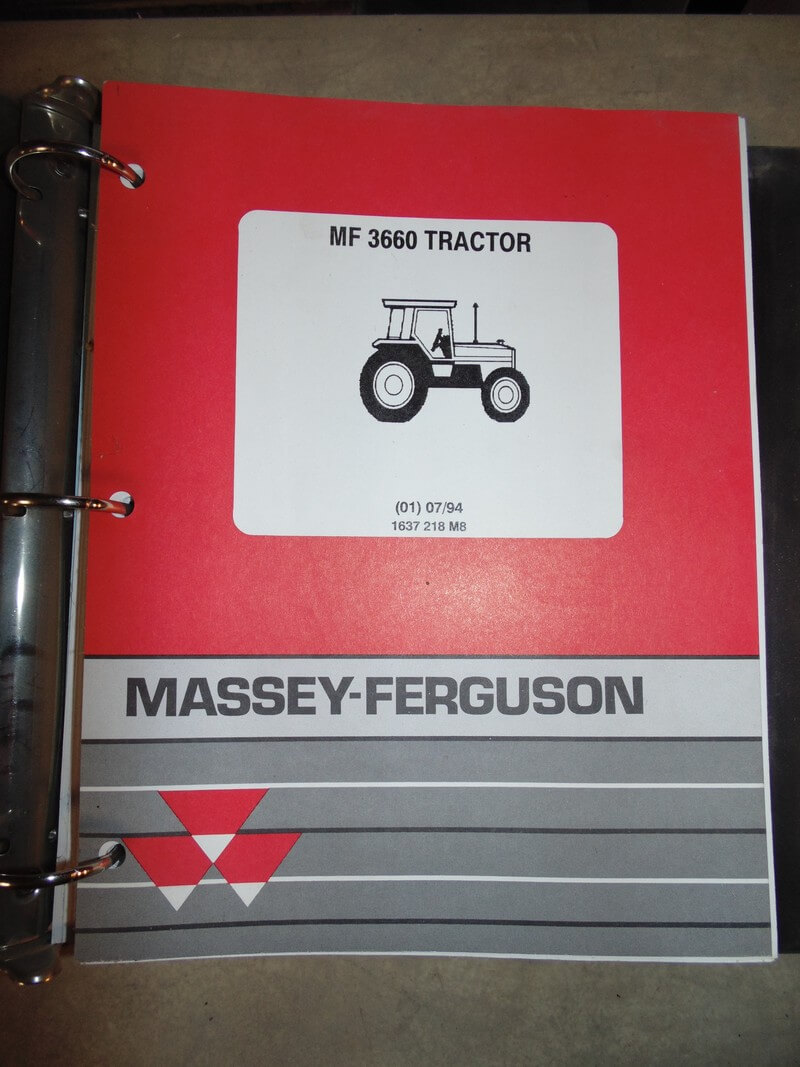 MF 3660 TRACTOR
(01) 07/94
1637 218 M8
MASSEY-FERGUSON